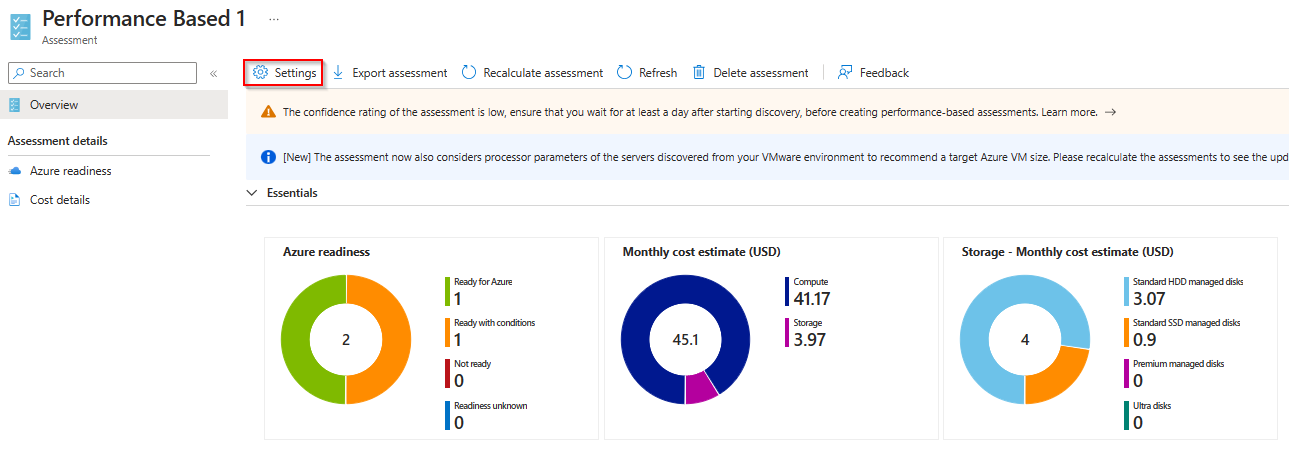 Performance Based 1 ...
Assessment
Search «
Settings Export assessment Recalculate assessment Refresh Delete assessment Feedback
Overview
Assessment details
Azure readiness
Cost details
The confidence rating of the assessment is low, ensure that you wait for at least a day after starting discovery, before creating performance-based assessments. Learn more. →
[New] The assessment now also considers processor parameters of the servers discovered from your VMware environment to recommend a target Azure VM size. Please recalculate the assessments to see the upd
Essentials
Azure readiness
2
Ready for Azure
1
Ready with conditions
1
Not ready
0
Readiness unknown
0
Monthly cost estimate (USD)
45.1
Compute
41.17
Storage
3.97
Storage - Monthly cost estimate (USD)
4
Standard HDD managed disks
3.07
Standard SSD managed disks
0.9
Premium managed disks
0
Ultra disks
0